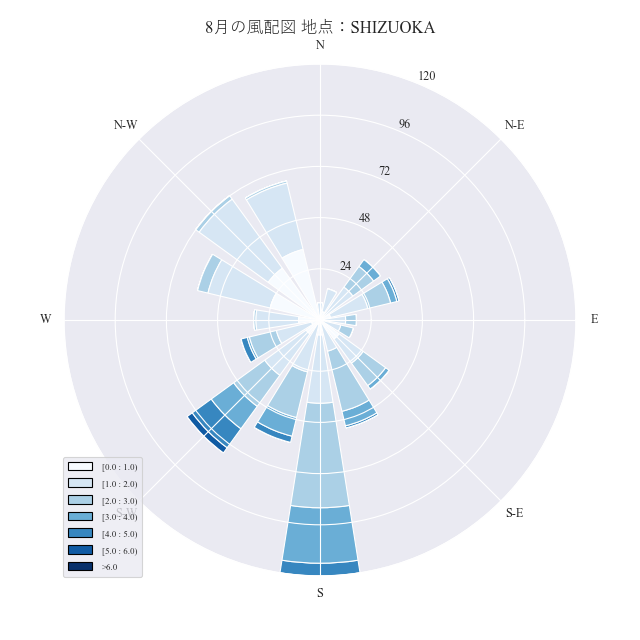 8月の風配図 地点：SHIZUOKA
N
120
N-W
N-E
96
72
48
24
W
E
[0.0 : 1.0)
[1.0 : 2.0)
[2.0 : 3.0)
S-W
[3.0 : 4.0)
S-E
[4.0 : 5.0)
[5.0 : 6.0)
>6.0
S